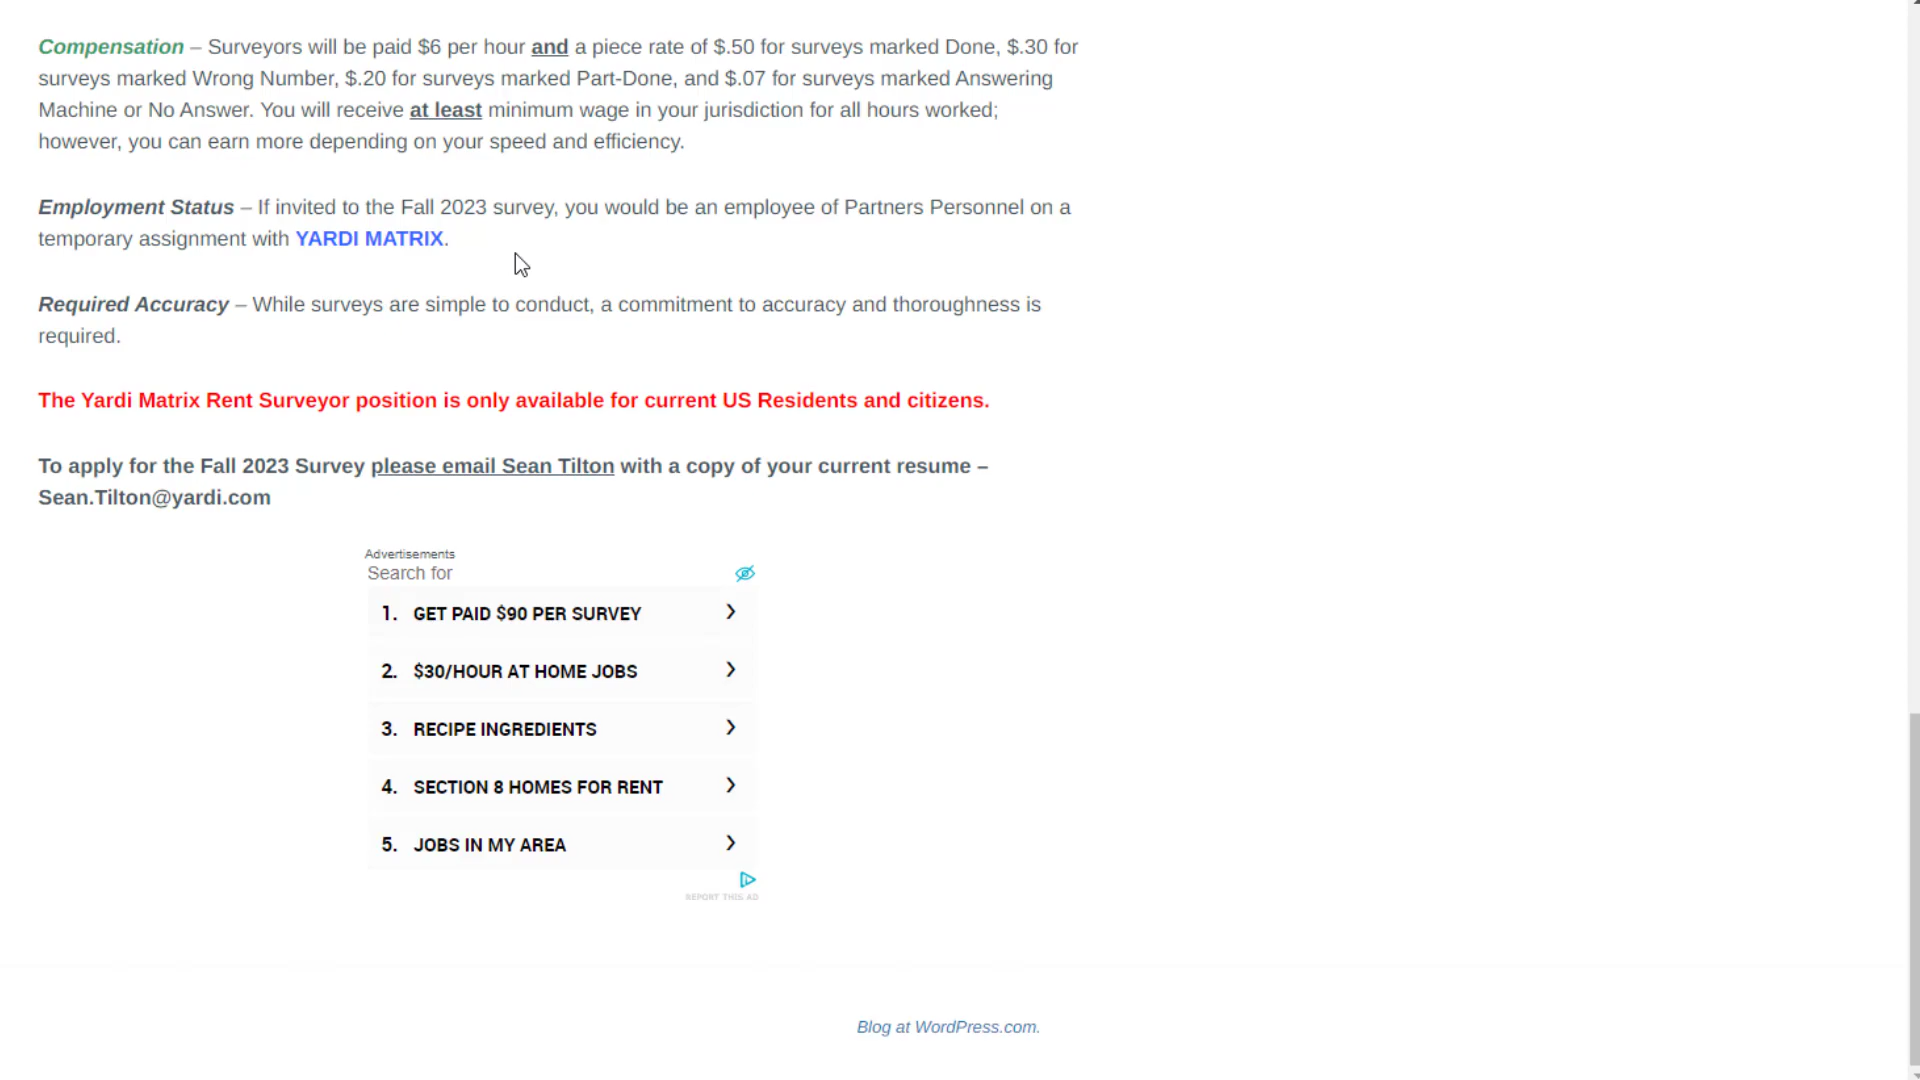 Compensation – Surveyors will be paid $6 per hour and a piece rate of $.50 for surveys marked Done, $.30 for
surveys marked Wrong Number, $.20 for surveys marked Part-Done, and $.07 for surveys marked Answering
Machine or No Answer. You will receive at least minimum wage in your jurisdiction for all hours worked;
however, you can earn more depending on your speed and efficiency.
Employment Status – If invited to the Fall 2023 survey, you would be an employee of Partners Personnel on a
temporary assignment with YARDI MATRIX.
Required Accuracy – While surveys are simple to conduct, a commitment to accuracy and thoroughness is
required.
The Yardi Matrix Rent Surveyor position is only available for current US Residents and citizens.
To apply for the Fall 2023 Survey please email Sean Tilton with a copy of your current resume –
Sean.Tilton@yardi.com
Advertisements
Search for
1. GET PAID $90 PER SURVEY
2. $30/HOUR AT HOME JOBS
3. RECIPE INGREDIENTS
4. SECTION 8 HOMES FOR RENT
5. JOBS IN MY AREA
REPORT THIS AD
Blog at WordPress.com.